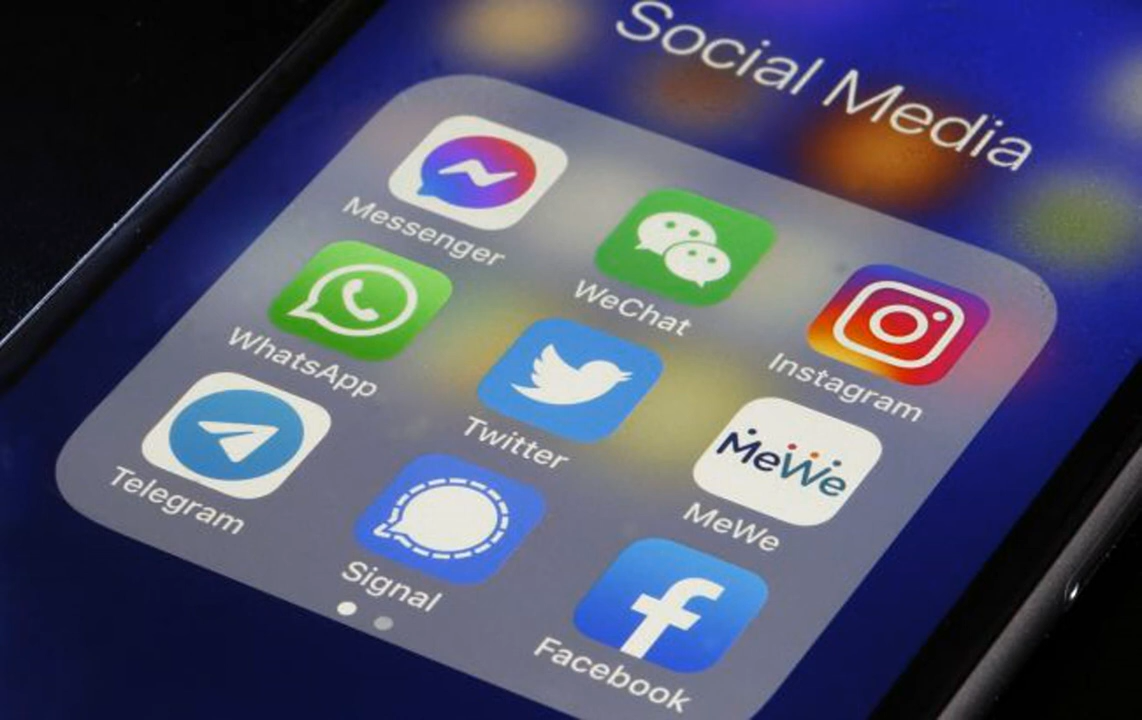 Social Media
Messenger
WeChat
Instagram
WhatsApp
Twitter
MeWe
MeWe
Telegram
Signal
Facebook